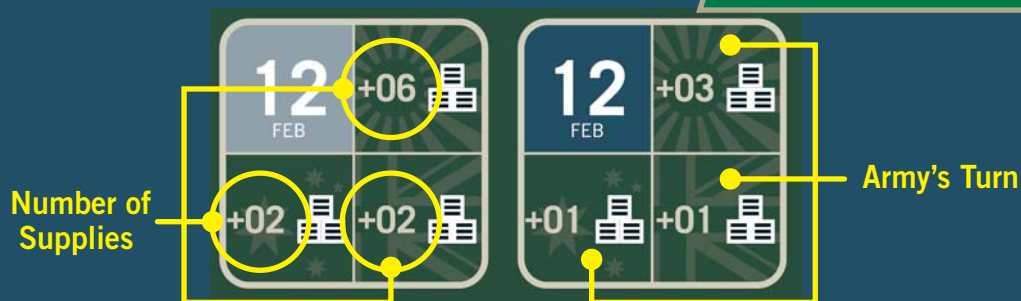 12
FEB
+06
+02
+02
12
FEB
+03
+01
+01
Number of
Supplies
Army's Turn